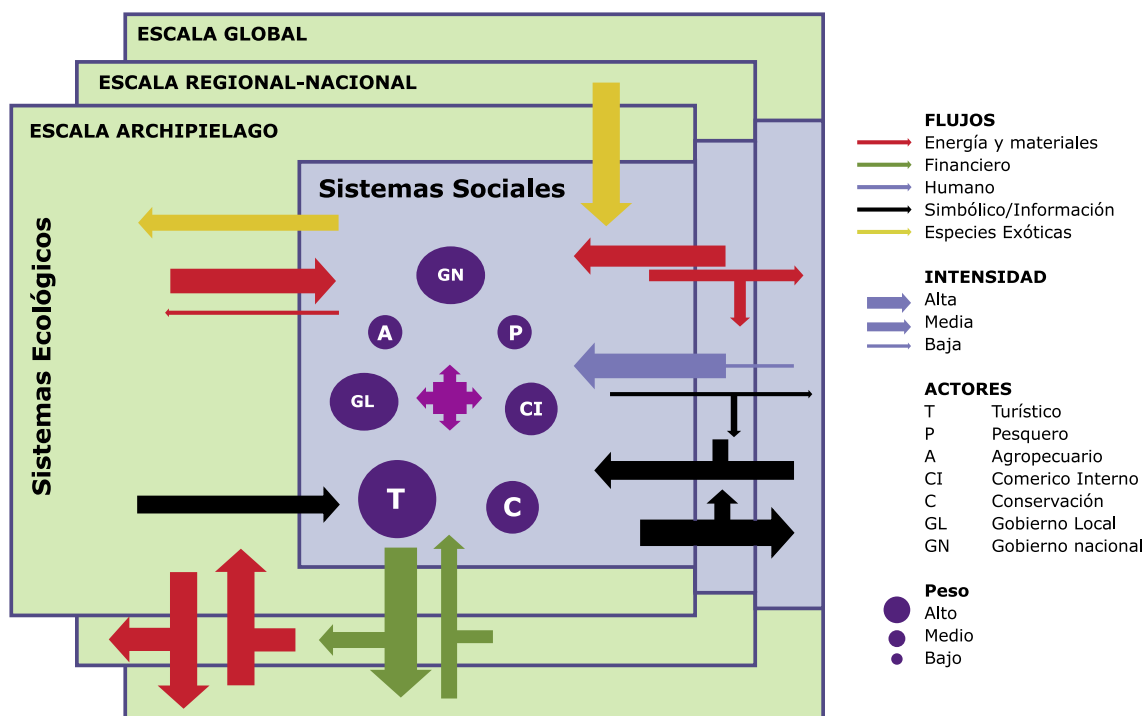 ESCALA GLOBAL
ESCALA REGIONAL-NACIONAL
ESCALA ARCHIPIELAGO
Sistemas Sociales
Sistemas Ecológicos
GN
A
P
GL
CI
T
C
FLUJOS
Energía y materiales
Financiero
Humano
Simbólico/Información
Especies Exóticas
INTENSIDAD
Alta
Media
Baja
ACTORES
T Turístico
P Pesquero
A Agropecuario
CI Comerico Interno
C Conservación
GL Gobierno Local
GN Gobierno nacional
Peso
Alto
Medio
Bajo